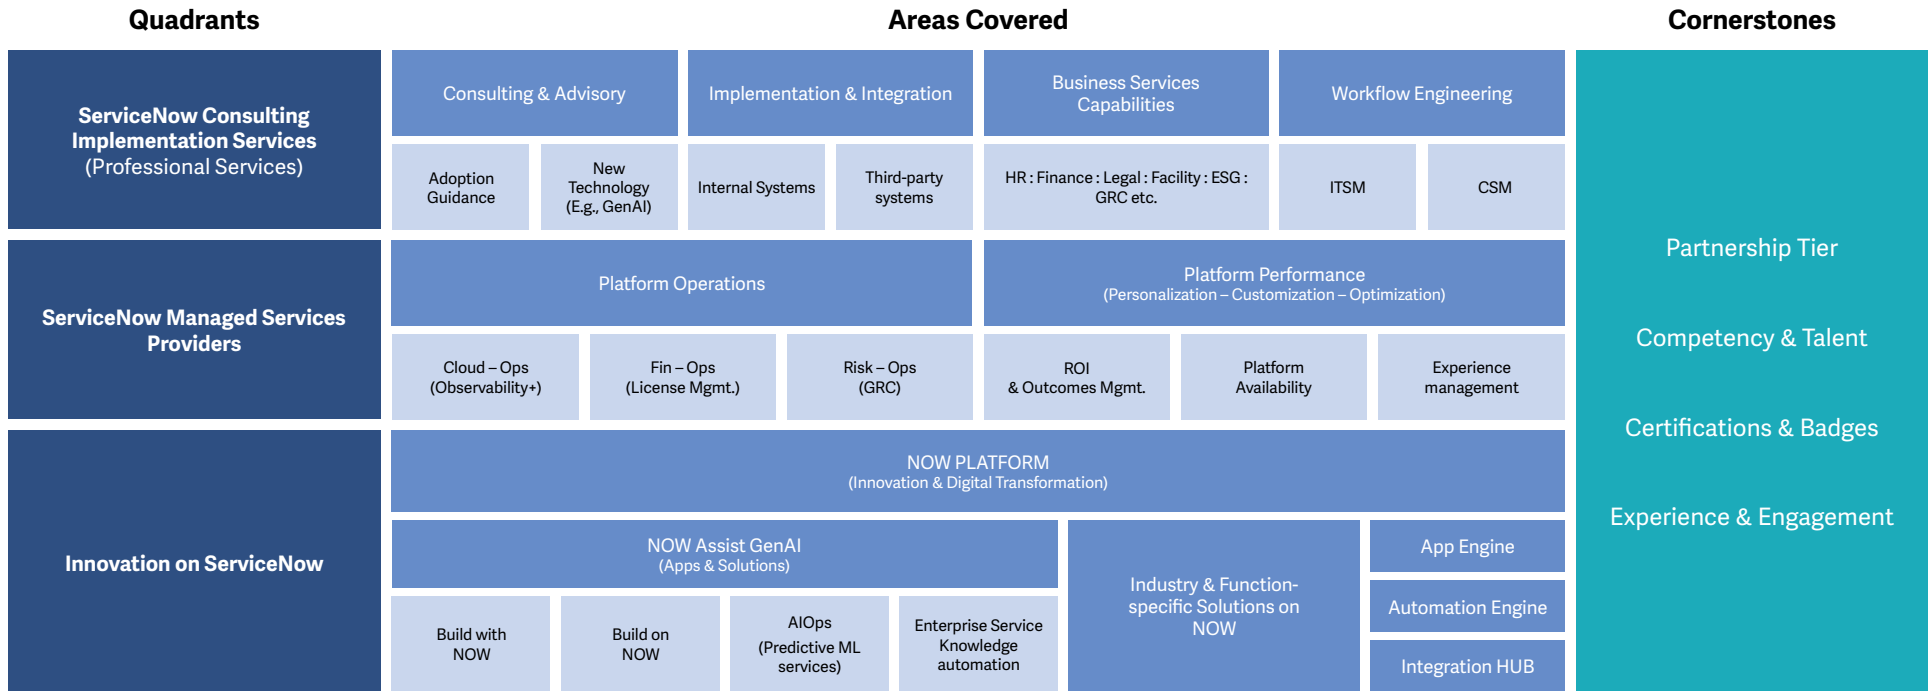 Quadrants
Areas Covered
Cornerstones
ServiceNow Consulting
Implementation Services
(Professional Services)
Consulting & Advisory
Implementation & Integration
Business Services
Capabilities
Workflow Engineering
Adoption
Guidance
New
Technology
(E.g., GenAI)
Internal Systems
Third-party
systems
HR : Finance : Legal : Facility : ESG :
GRC etc.
ITSM
CSM
ServiceNow Managed Services
Providers
Platform Operations
Platform Performance
(Personalization – Customization – Optimization)
Cloud – Ops
(Observability+)
Fin – Ops
(License Mgmt.)
Risk – Ops
(GRC)
ROI
& Outcomes Mgmt.
Platform
Availability
Experience
management
Innovation on ServiceNow
NOW PLATFORM
(Innovation & Digital Transformation)
NOW Assist GenAI
(Apps & Solutions)
Build with
NOW
Build on
NOW
AIOps
(Predictive ML
services)
Enterprise Service
Knowledge
automation
Industry & Function-
specific Solutions on
NOW
App Engine
Automation Engine
Integration HUB
Partnership Tier
Competency & Talent
Certifications & Badges
Experience & Engagement